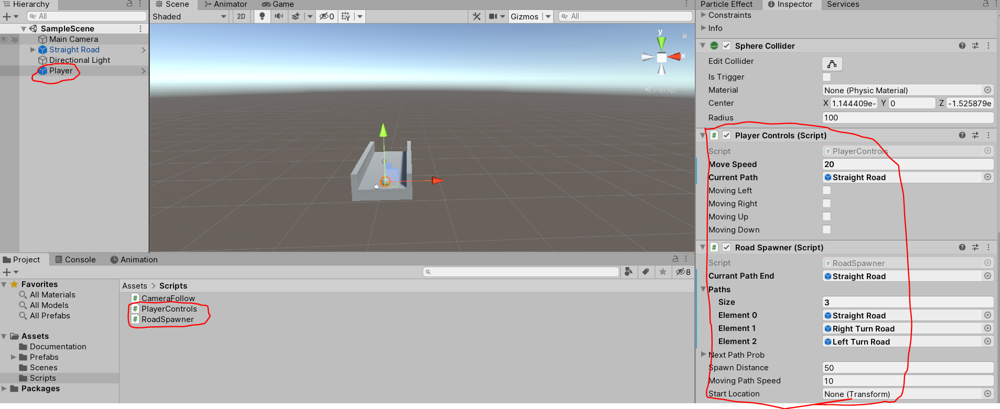 Hierarchy
All
SampleScene
Main Camera
Straight Road
Directional Light
Player
Scene Animator Game
Shaded 2D 0 Gizmos All
y
x
Persp
Particle Effect Inspector Services
Constraints
Info
Sphere Collider
Edit Collider
Is Trigger
Material None (Physic Material)
Center X 1.144409e- Y 0 Z -1.525879e
Radius 100
# Player Controls (Script)
Script # PlayerControls
Move Speed 20
Current Path Straight Road
Moving Left
Moving Right
Moving Up
Moving Down
# Road Spawner (Script)
Script # RoadSpawner
Currant Path End Straight Road
Paths
Size 3
Element 0 Straight Road
Element 1 Right Turn Road
Element 2 Left Turn Road
Next Path Prob
Spawn Distance 50
Moving Path Speed 10
Start Location None (Transform)
Project Console Animation
8
Favorites
All Materials
All Models
All Prefabs
Assets
Documentation
Prefabs
Scenes
Scripts
Packages
Assets > Scripts
# CameraFollow
# PlayerControls
# RoadSpawner